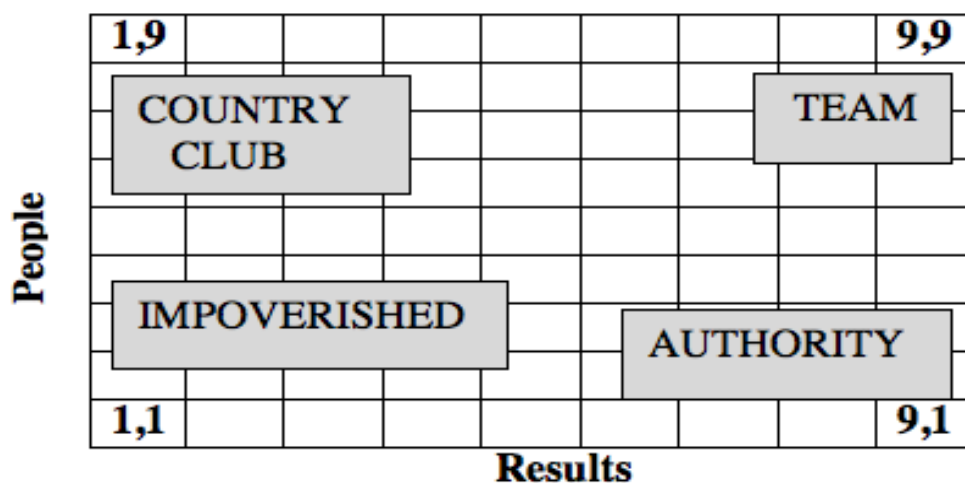 1,9
9,9
COUNTRY
CLUB
TEAM
People
IMPOVERISHED
AUTHORITY
1,1
9,1
Results